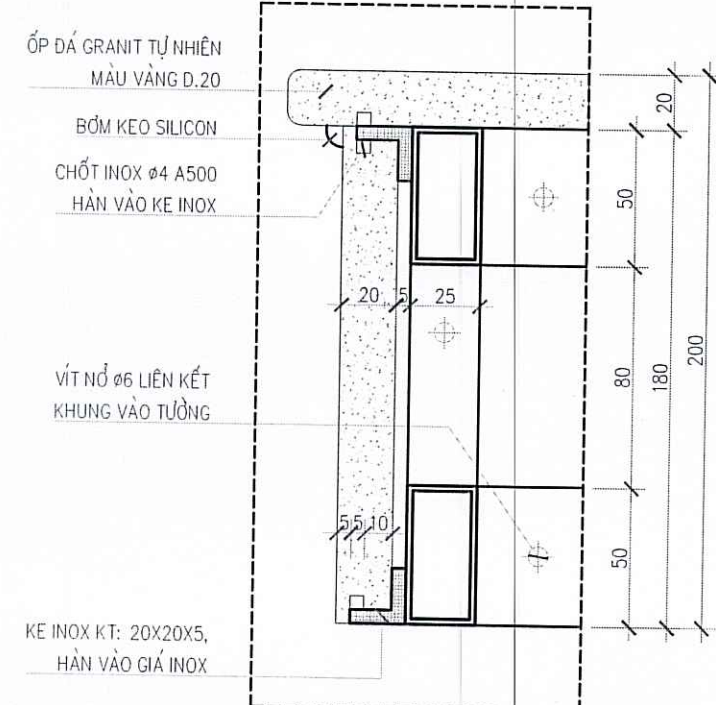 ỐP ĐÁ GRANIT TỰ NHIÊN
MÀU VÀNG D.20
BƠM KEO SILICON
CHỐT INOX ø4 A500
HÀN VÀO KE INOX
20
50
20 5 25
VÍT NỞ ø6 LIÊN KẾT
KHUNG VÀO TƯỜNG
80
180
200
5 5 10
50
KE INOX KT: 20X20X5,
HÀN VÀO GIÁ INOX